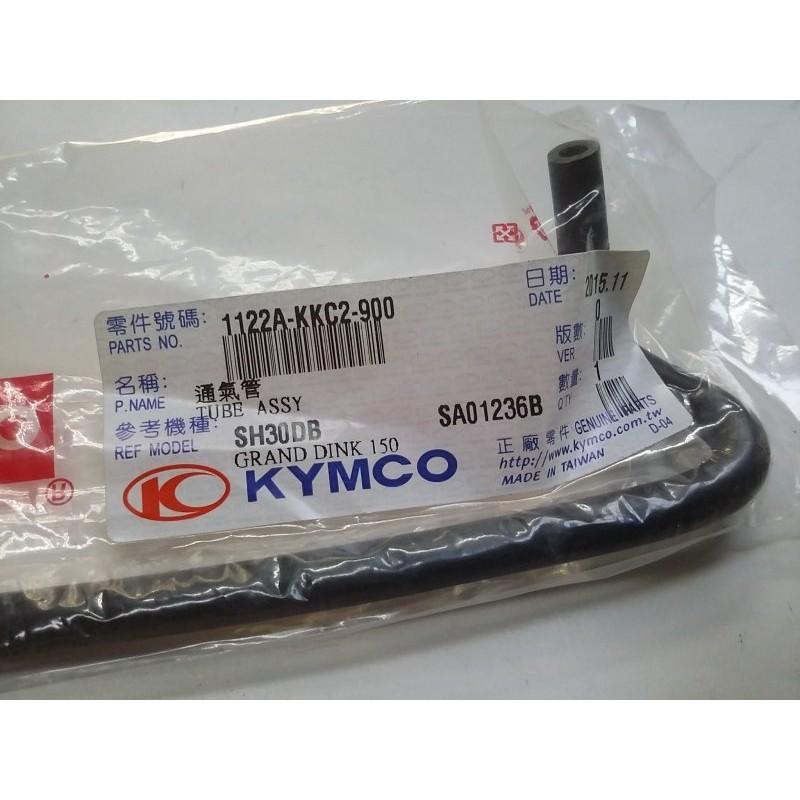 零件號碼: 1122A-KKC2-900
PARTS NO.
日期: 2015.11
DATE
版數: 0
VER
名稱: 通氣管
P.NAME TUBE ASSY
數量: 1
Q'TY
參考機種: SH30DB SA01236B
REF MODEL GRAND DINK 150
KYMCO
正廠零件 GENUINE PARTS
http://www.kymco.com.tw
MADE IN TAIWAN D-04
®